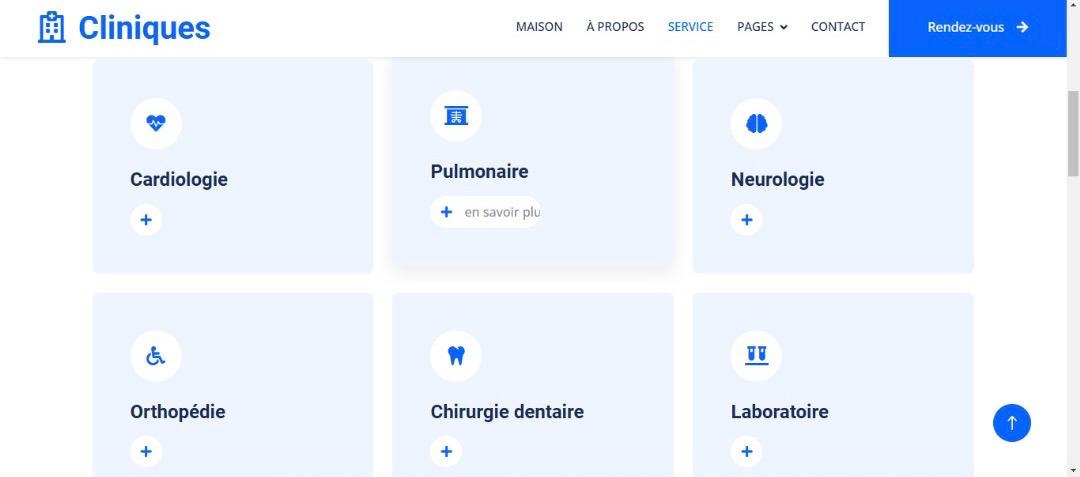 Cliniques
MAISON À PROPOS SERVICE PAGES CONTACT Rendez-vous
Cardiologie
Pulmonaire
en savoir plu
Neurologie
Orthopédie
Chirurgie dentaire
Laboratoire